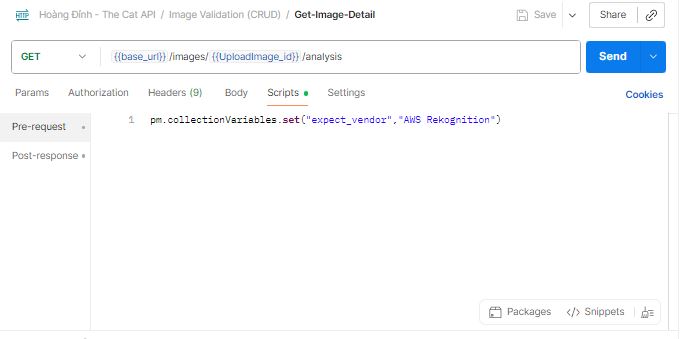 HTTP Hoàng Đính - The Cat API / Image Validation (CRUD) / Get-Image-Detail Save Share
GET {{base_url}} /images/ {{UploadImage_id}} /analysis Send
Params Authorization Headers (9) Body Scripts Settings Cookies
Pre-request
Post-response
1 pm.collectionVariables.set("expect_vendor","AWS Rekognition")
Packages </> Snippets